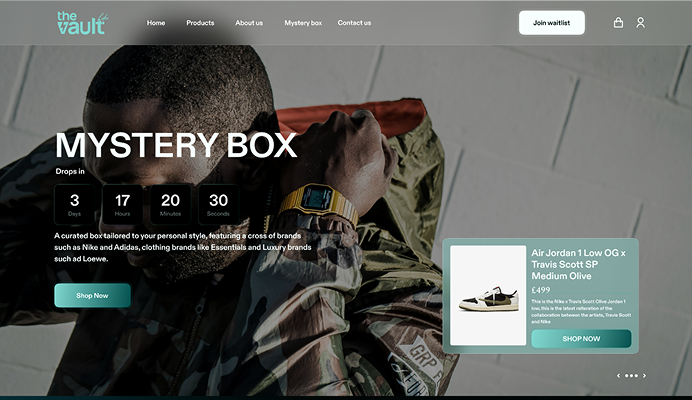 the vault life
Home
Products
About us
Mystery box
Contact us
Join waitlist
MYSTERY BOX
Drops in
3
17
20
30
Days
Hours
Minutes
Seconds
A curated box tailored to your personal style, featuring a cross of brands
such as Nike and Adidas, clothing brands like Essentials and Luxury brands
such ad Loewe.
Shop Now
Air Jordan 1 Low OG x
Travis Scott SP
Medium Olive
£499
This is the Nike x Travis Scott Olive Jordan 1
low, this is the latest reiteration of the
collaboration between the artists, Travis Scott
and Nike
SHOP NOW
GRP